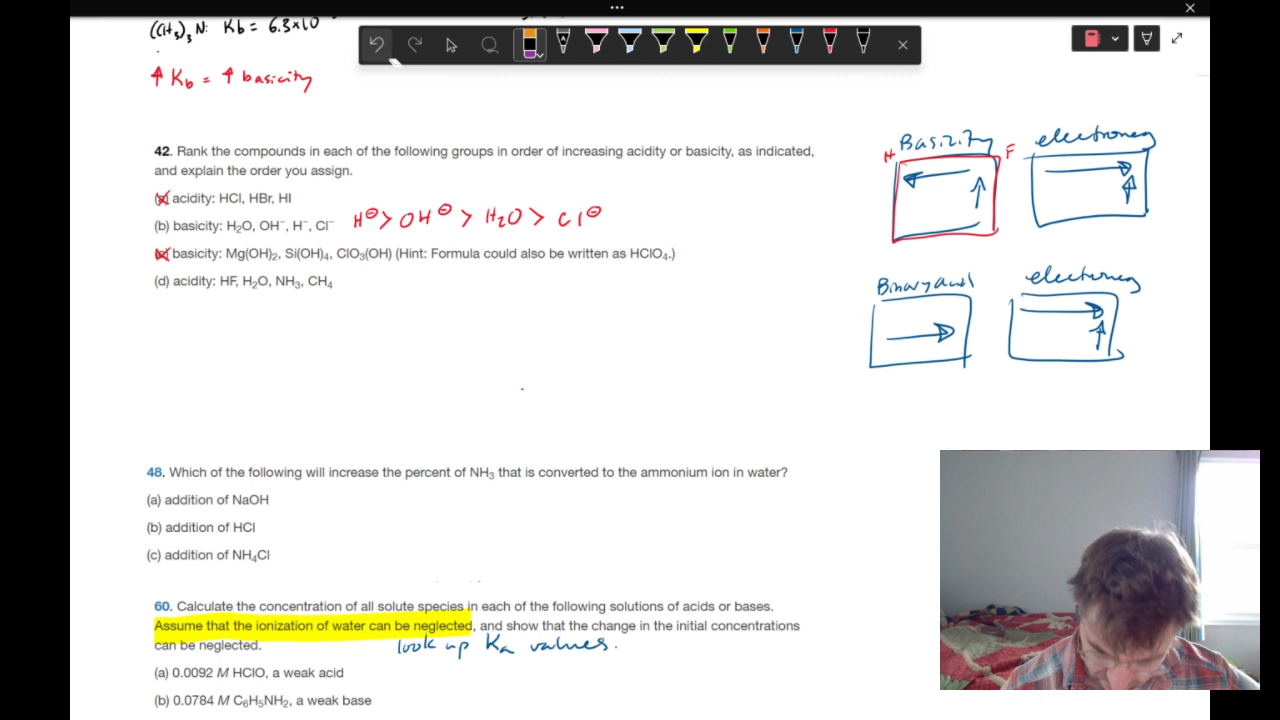 (CH₃)₃N: Kb = 6.3×10
↑ Kb = ↑ basicity
42. Rank the compounds in each of the following groups in order of increasing acidity or basicity, as indicated,
and explain the order you assign.
(a) acidity: HCl, HBr, HI
(b) basicity: H₂O, OH⁻, H⁻, Cl⁻ H⊖ > OH⊖ > H₂O > Cl⊖
basicity: Mg(OH)₂, Si(OH)₄, ClO₃(OH) (Hint: Formula could also be written as HClO₄.)
(d) acidity: HF, H₂O, NH₃, CH₄
Basizity
H F
electroneg
Binary acid
electroneg
48. Which of the following will increase the percent of NH₃ that is converted to the ammonium ion in water?
(a) addition of NaOH
(b) addition of HCl
(c) addition of NH₄Cl
60. Calculate the concentration of all solute species in each of the following solutions of acids or bases.
Assume that the ionization of water can be neglected, and show that the change in the initial concentrations
can be neglected. look up Ka values.
(a) 0.0092 M HClO, a weak acid
(b) 0.0784 M C₆H₅NH₂, a weak base